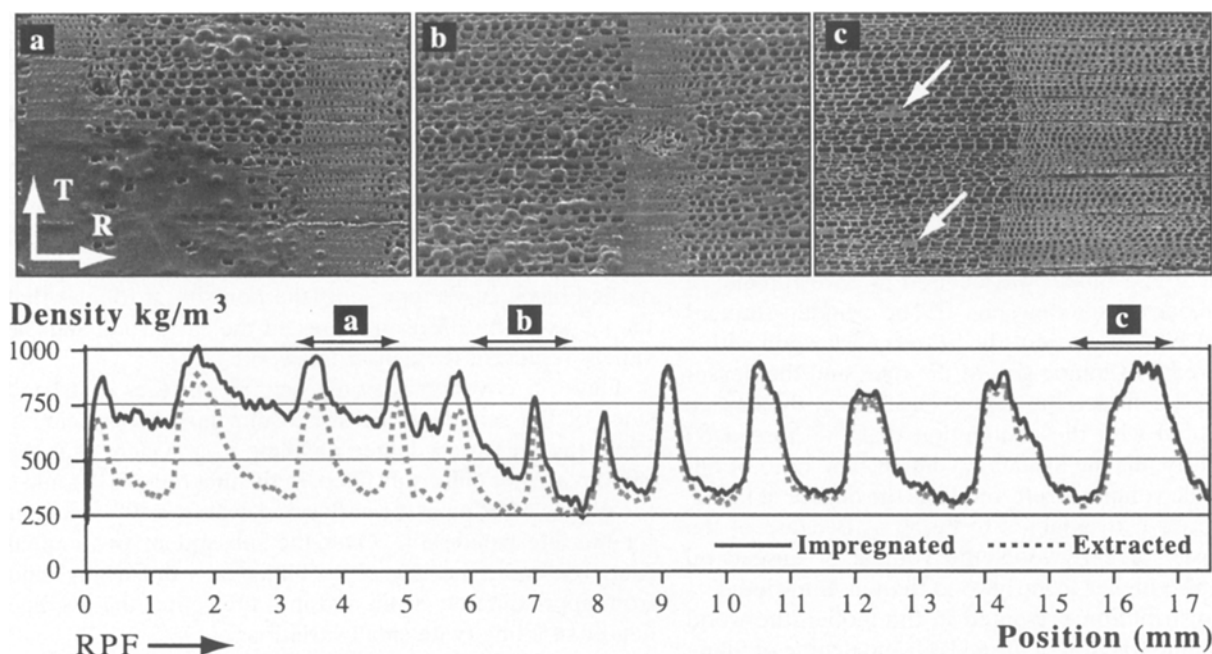 a
b
c
T
R
Density kg/m³
a
b
c
1000
750
500
250
0
Impregnated
Extracted
0 1 2 3 4 5 6 7 8 9 10 11 12 13 14 15 16 17
RPF
Position (mm)